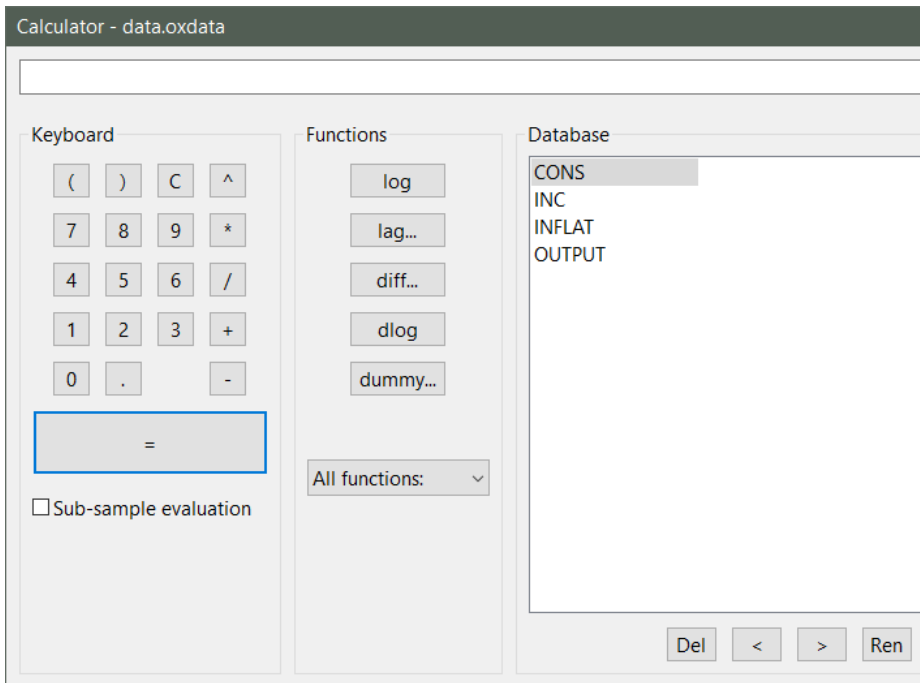 Calculator - data.oxdata
Keyboard
( ) C ^
7 8 9 *
4 5 6 /
1 2 3 +
0 . -
=
Sub-sample evaluation
Functions
log
lag...
diff...
dlog
dummy...
All functions:
Database
CONS
INC
INFLAT
OUTPUT
Del < > Ren